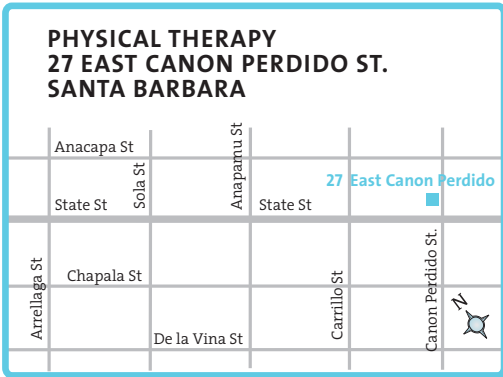 PHYSICAL THERAPY
27 EAST CANON PERDIDO ST.
SANTA BARBARA
Anacapa St
Sola St
Anapamu St
27 East Canon Perdido
State St
State St
Arrellaga St
Chapala St
Carrillo St
Canon Perdido St.
N
De la Vina St